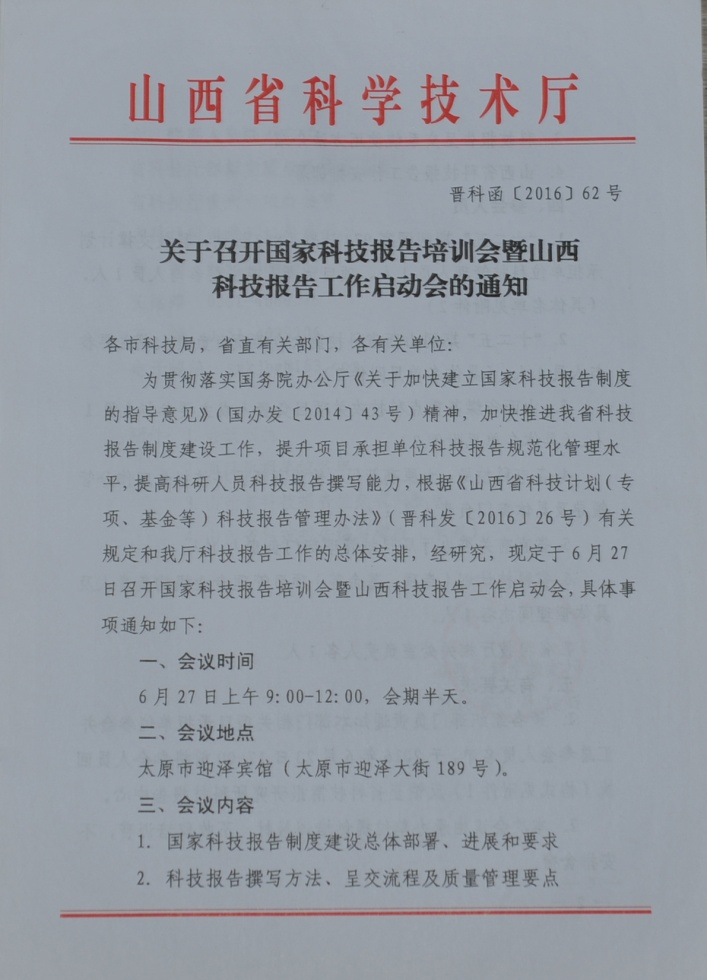 山西省科学技术厅
晋科函〔2016〕62号
关于召开国家科技报告培训会暨山西
科技报告工作启动会的通知
各市科技局，省直有关部门，各有关单位：
为贯彻落实国务院办公厅《关于加快建立国家科技报告制度
的指导意见》（国办发〔2014〕43号）精神，加快推进我省科技
报告制度建设工作，提升项目承担单位科技报告规范化管理水
平，提高科研人员科技报告撰写能力，根据《山西省科技计划（专
项、基金等）科技报告管理办法》（晋科发〔2016〕26号）有关
规定和我厅科技报告工作的总体安排，经研究，现定于6月27
日召开国家科技报告培训会暨山西科技报告工作启动会，具体事
项通知如下：
一、会议时间
6月27日上午9:00-12:00，会期半天。
二、会议地点
太原市迎泽宾馆（太原市迎泽大街189号）。
三、会议内容
1. 国家科技报告制度建设总体部署、进展和要求
2. 科技报告撰写方法、呈交流程及质量管理要点